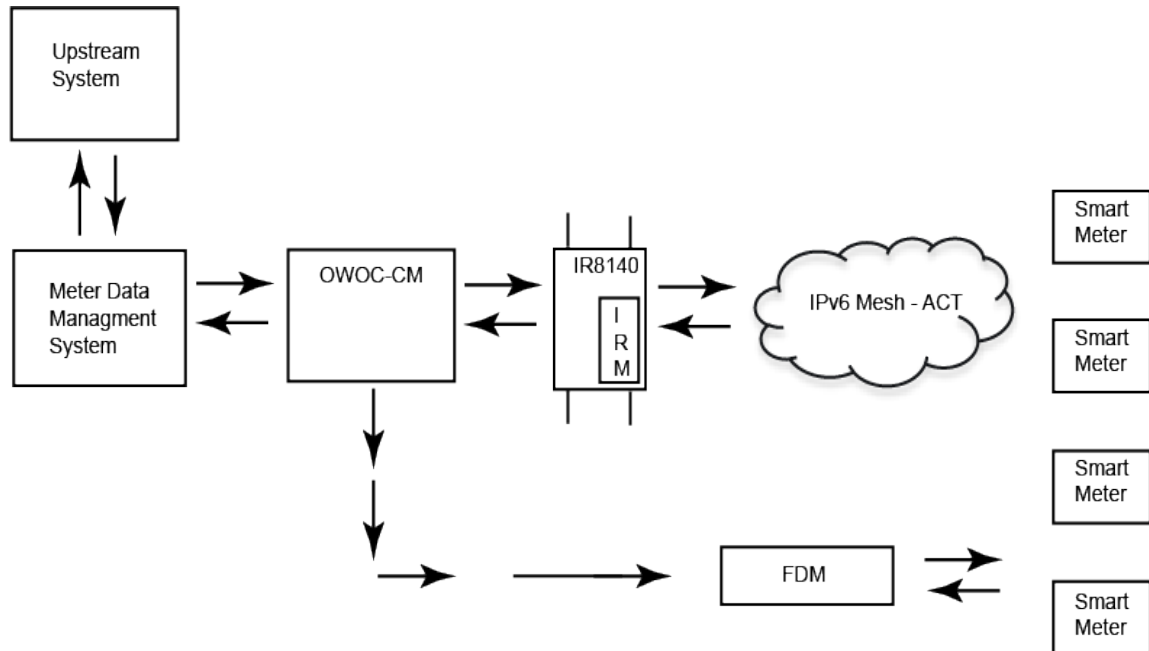 Upstream
System
Meter Data
Managment
System
OWOC-CM
IR8140
I
R
M
IPv6 Mesh - ACT
Smart
Meter
Smart
Meter
Smart
Meter
FDM
Smart
Meter